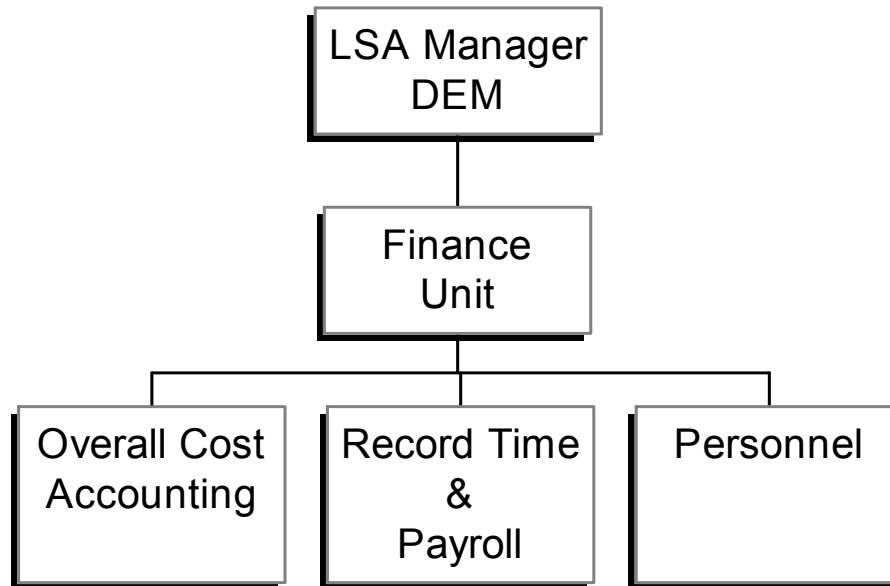 LSA Manager
DEM
Finance
Unit
Overall Cost
Accounting
Record Time
&
Payroll
Personnel